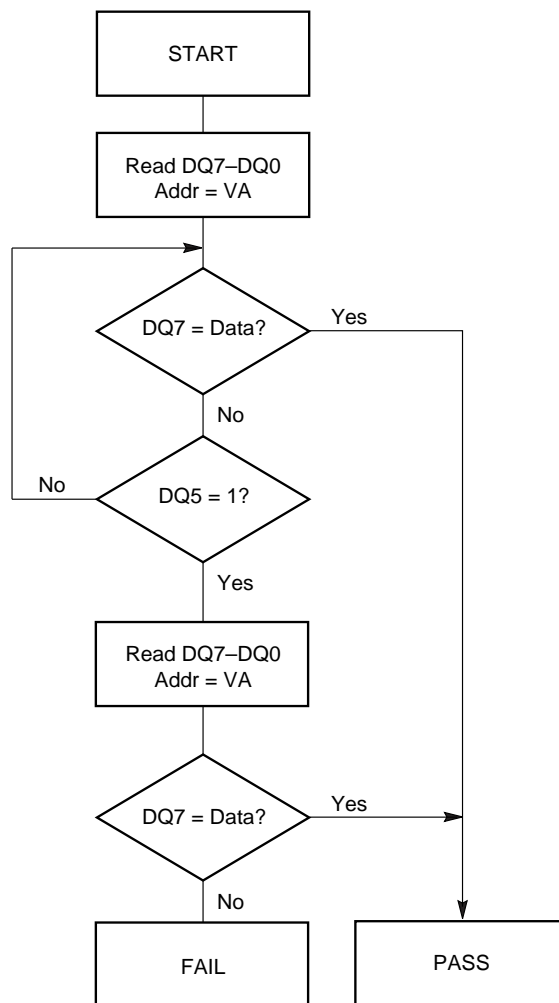 START
Read DQ7–DQ0
Addr = VA
DQ7 = Data?
Yes
No
No
DQ5 = 1?
Yes
Read DQ7–DQ0
Addr = VA
DQ7 = Data?
Yes
No
FAIL
PASS